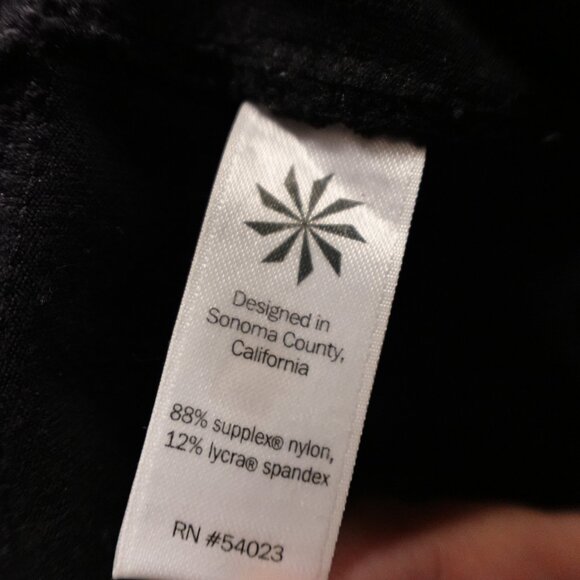 Designed in
Sonoma County,
California
88% supplex® nylon,
12% lycra® spandex
RN #54023